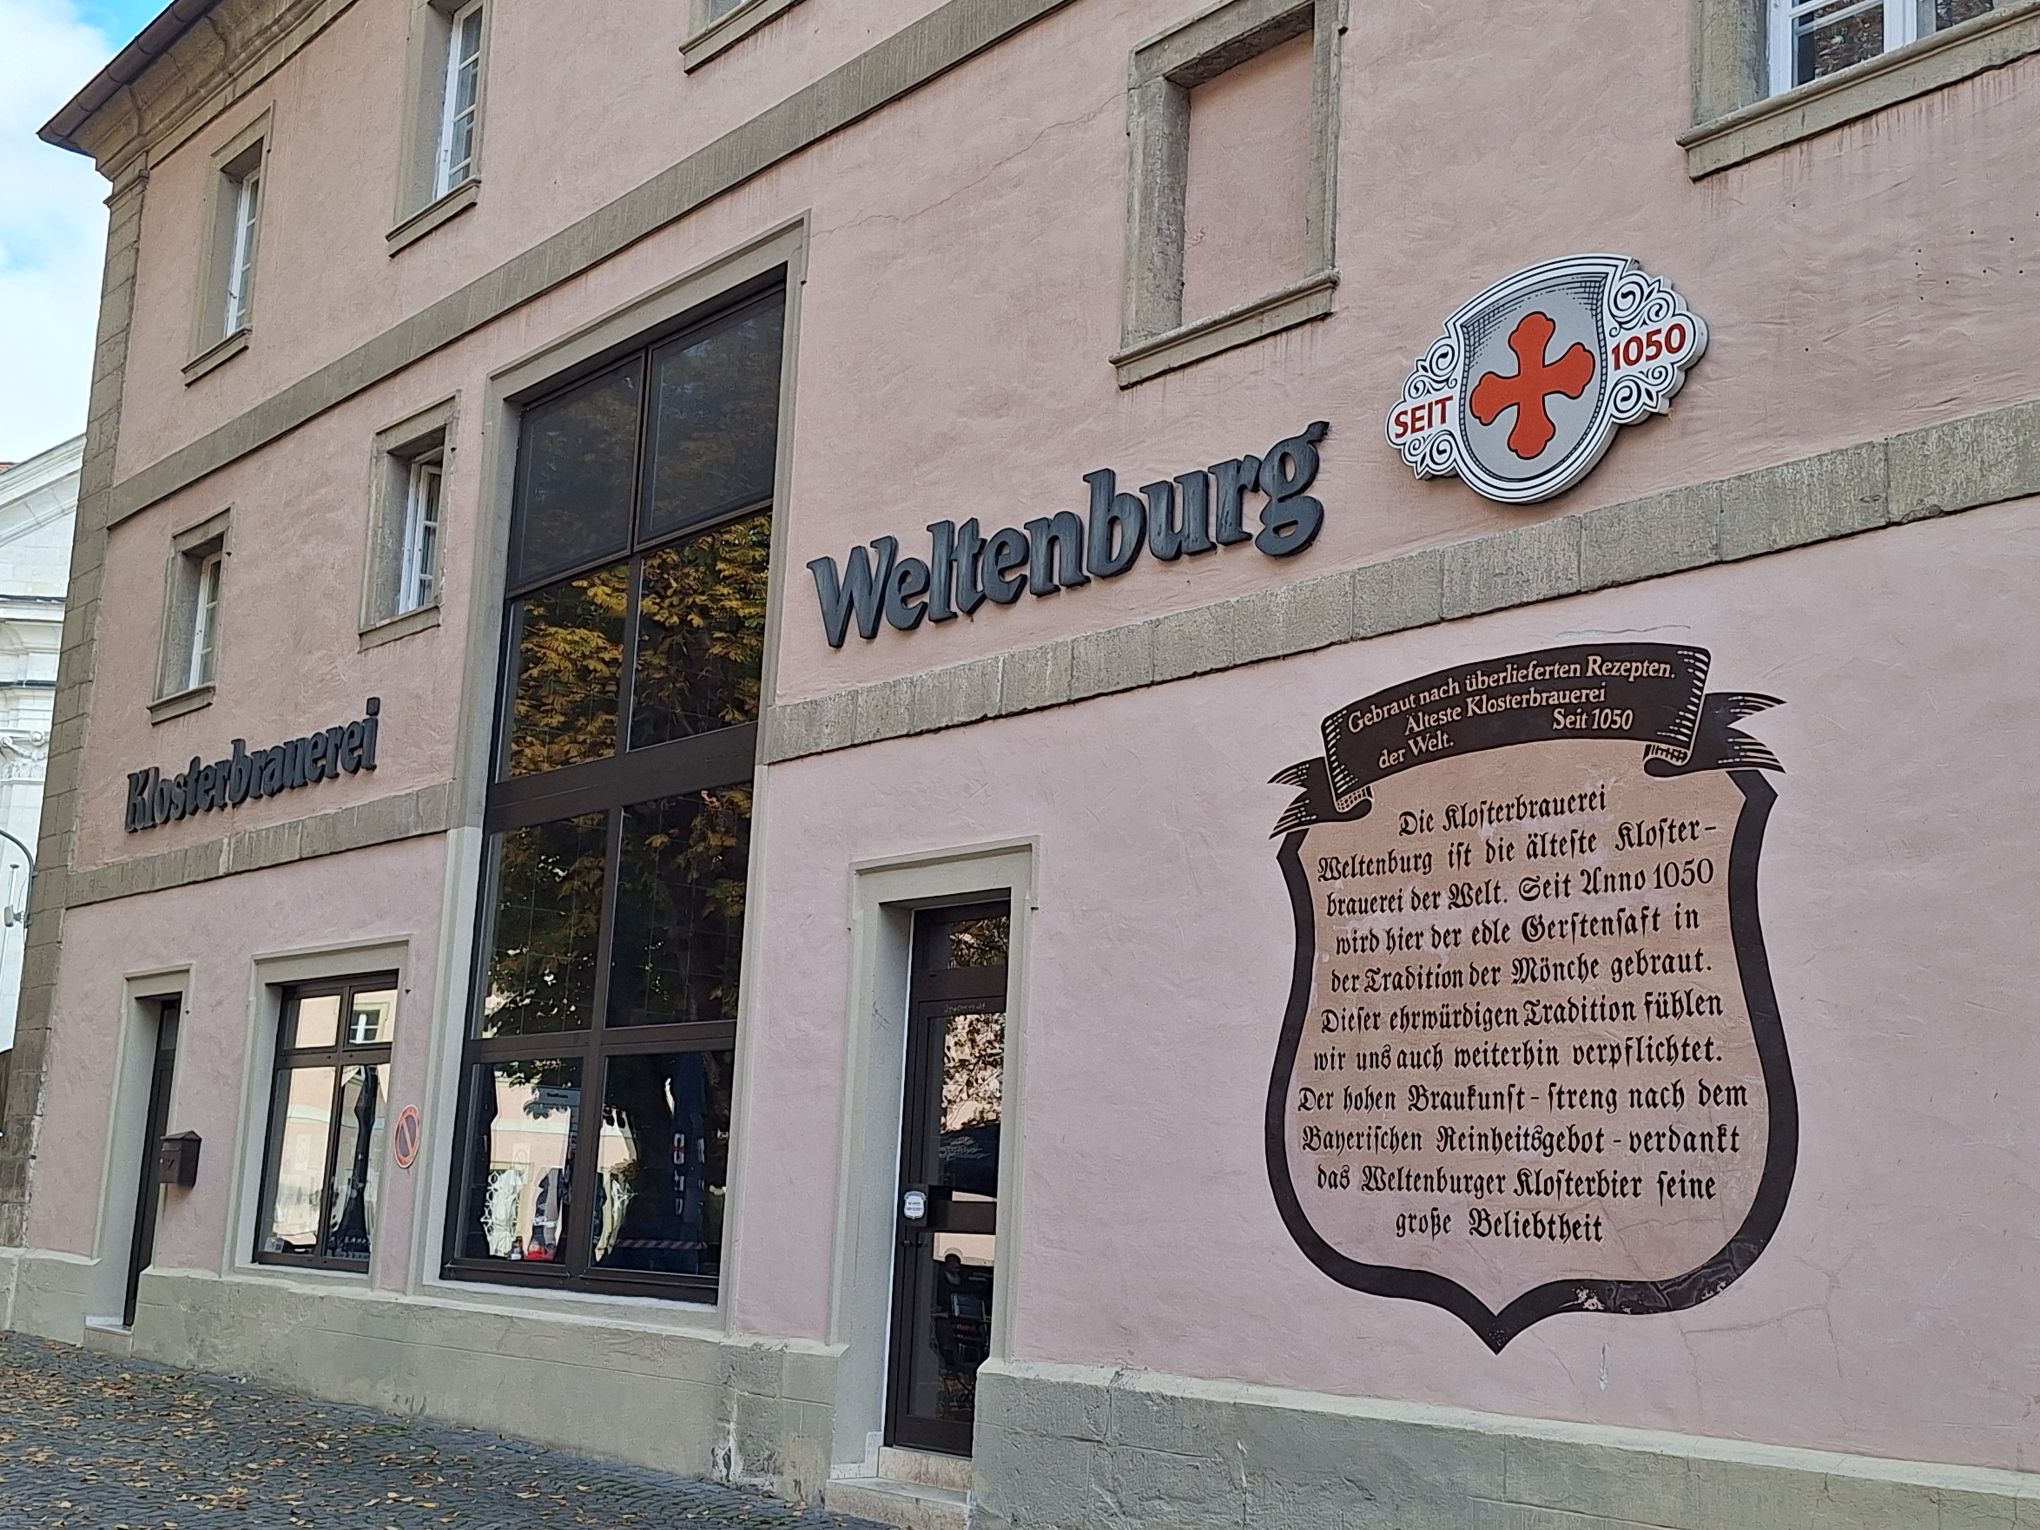 Klosterbrauerei
Weltenburg
SEIT
1050
Gebraut nach überlieferten Rezepten.
Älteste Klosterbrauerei
der Welt.
Seit 1050
Die Klosterbrauerei
Weltenburg ist die älteste Kloster-
brauerei der Welt. Seit Anno 1050
wird hier der edle Gerstensaft in
der Tradition der Mönche gebraut.
Dieser ehrwürdigen Tradition fühlen
wir uns auch weiterhin verpflichtet.
Der hohen Braukunst - streng nach dem
Bayerischen Reinheitsgebot - verdankt
das Weltenburger Klosterbier seine
große Beliebtheit